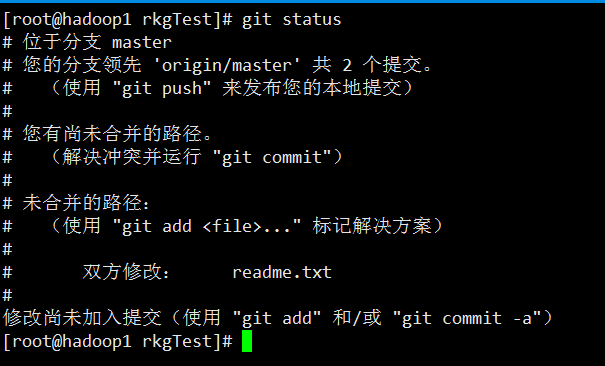 [root@hadoop1 rkgTest]# git status
# 位于分支 master
# 您的分支领先 'origin/master' 共 2 个提交。
#   （使用 "git push" 来发布您的本地提交）
#
# 您有尚未合并的路径。
#   （解决冲突并运行 "git commit"）
#
# 未合并的路径：
#   （使用 "git add <file>..." 标记解决方案）
#
#       双方修改：     readme.txt
#
修改尚未加入提交（使用 "git add" 和/或 "git commit -a"）
[root@hadoop1 rkgTest]#